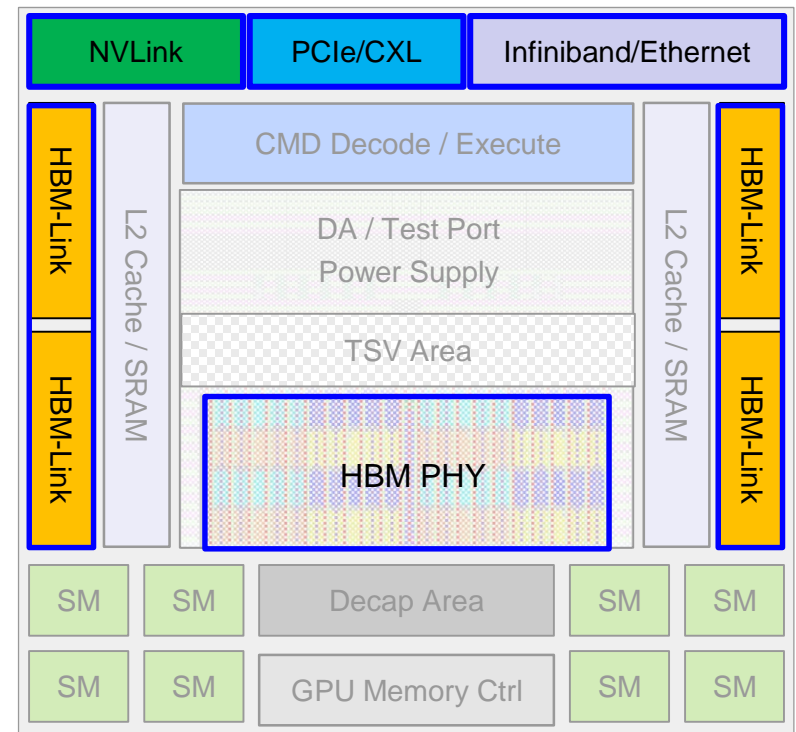 NVLink
PCIe/CXL
Infiniband/Ethernet
HBM-Link
HBM-Link
L2 Cache / SRAM
CMD Decode / Execute
DA / Test Port
Power Supply
TSV Area
HBM PHY
L2 Cache / SRAM
HBM-Link
HBM-Link
SM
SM
Decap Area
SM
SM
SM
SM
GPU Memory Ctrl
SM
SM